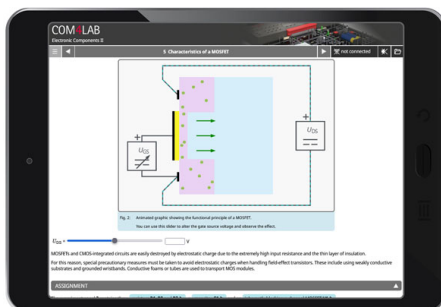 COM4LAB
Electronic Components II
5 Characteristics of a MOSFET
not connected
+
UGS
+
UDS
Fig. 3 Animated graphic showing the functional principle of a MOSFET.
You can use this slider to alter the gate source voltage and observe the effect.
UGS =
V
MOSFETs and CMOS-integrated circuits are easily destroyed by electrostatic charge due to the extremely high input resistance and the thin layer of insulation.
For this reason, special precautionary measures must be taken to avoid electrostatic charges when handling field-effect transistors. These include using weakly conductive
substrates and grounded wristbands. Conductive foams or tubes are used to transport MOS modules.
ASSIGNMENT